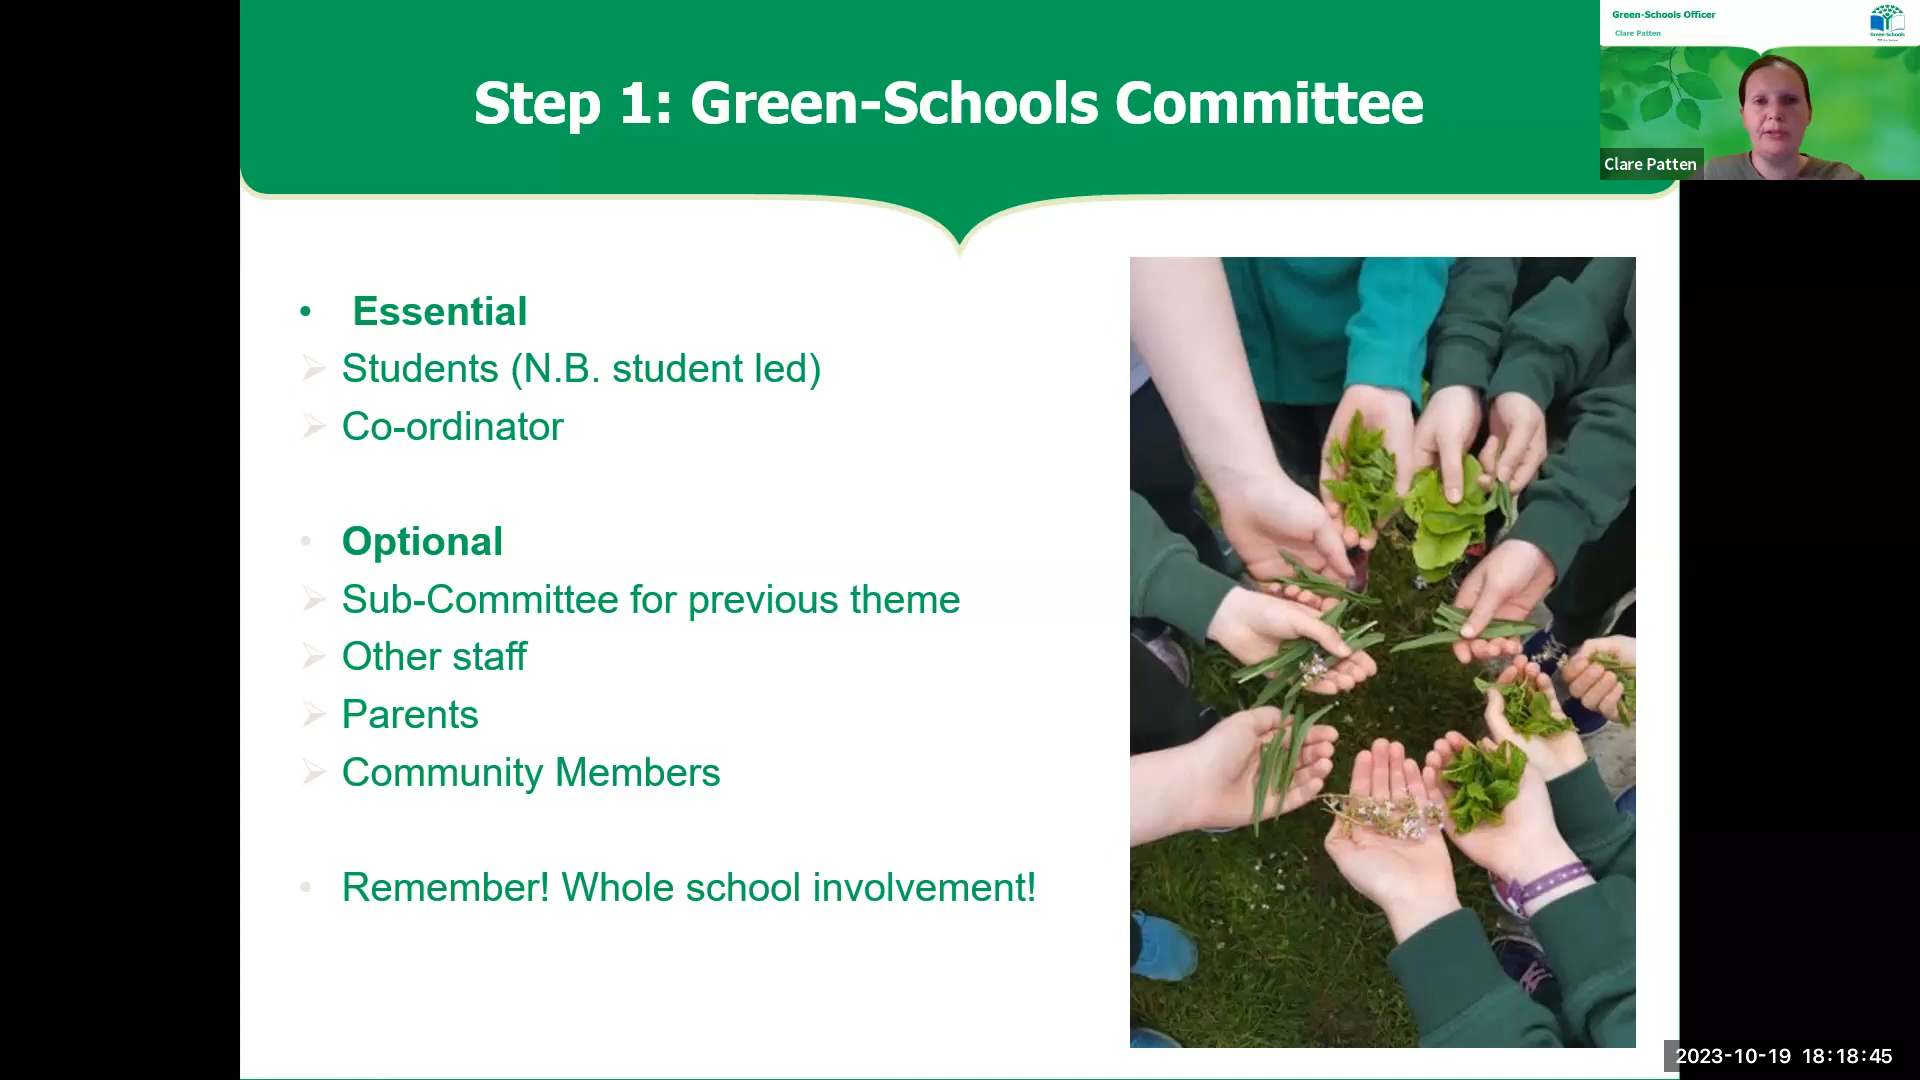 Step 1: Green-Schools Committee
Green-Schools Officer
Clare Patten
Green-Schools
Clare Patten
• Essential
Students (N.B. student led)
Co-ordinator
• Optional
Sub-Committee for previous theme
Other staff
Parents
Community Members
• Remember! Whole school involvement!
2023-10-19 18:18:45